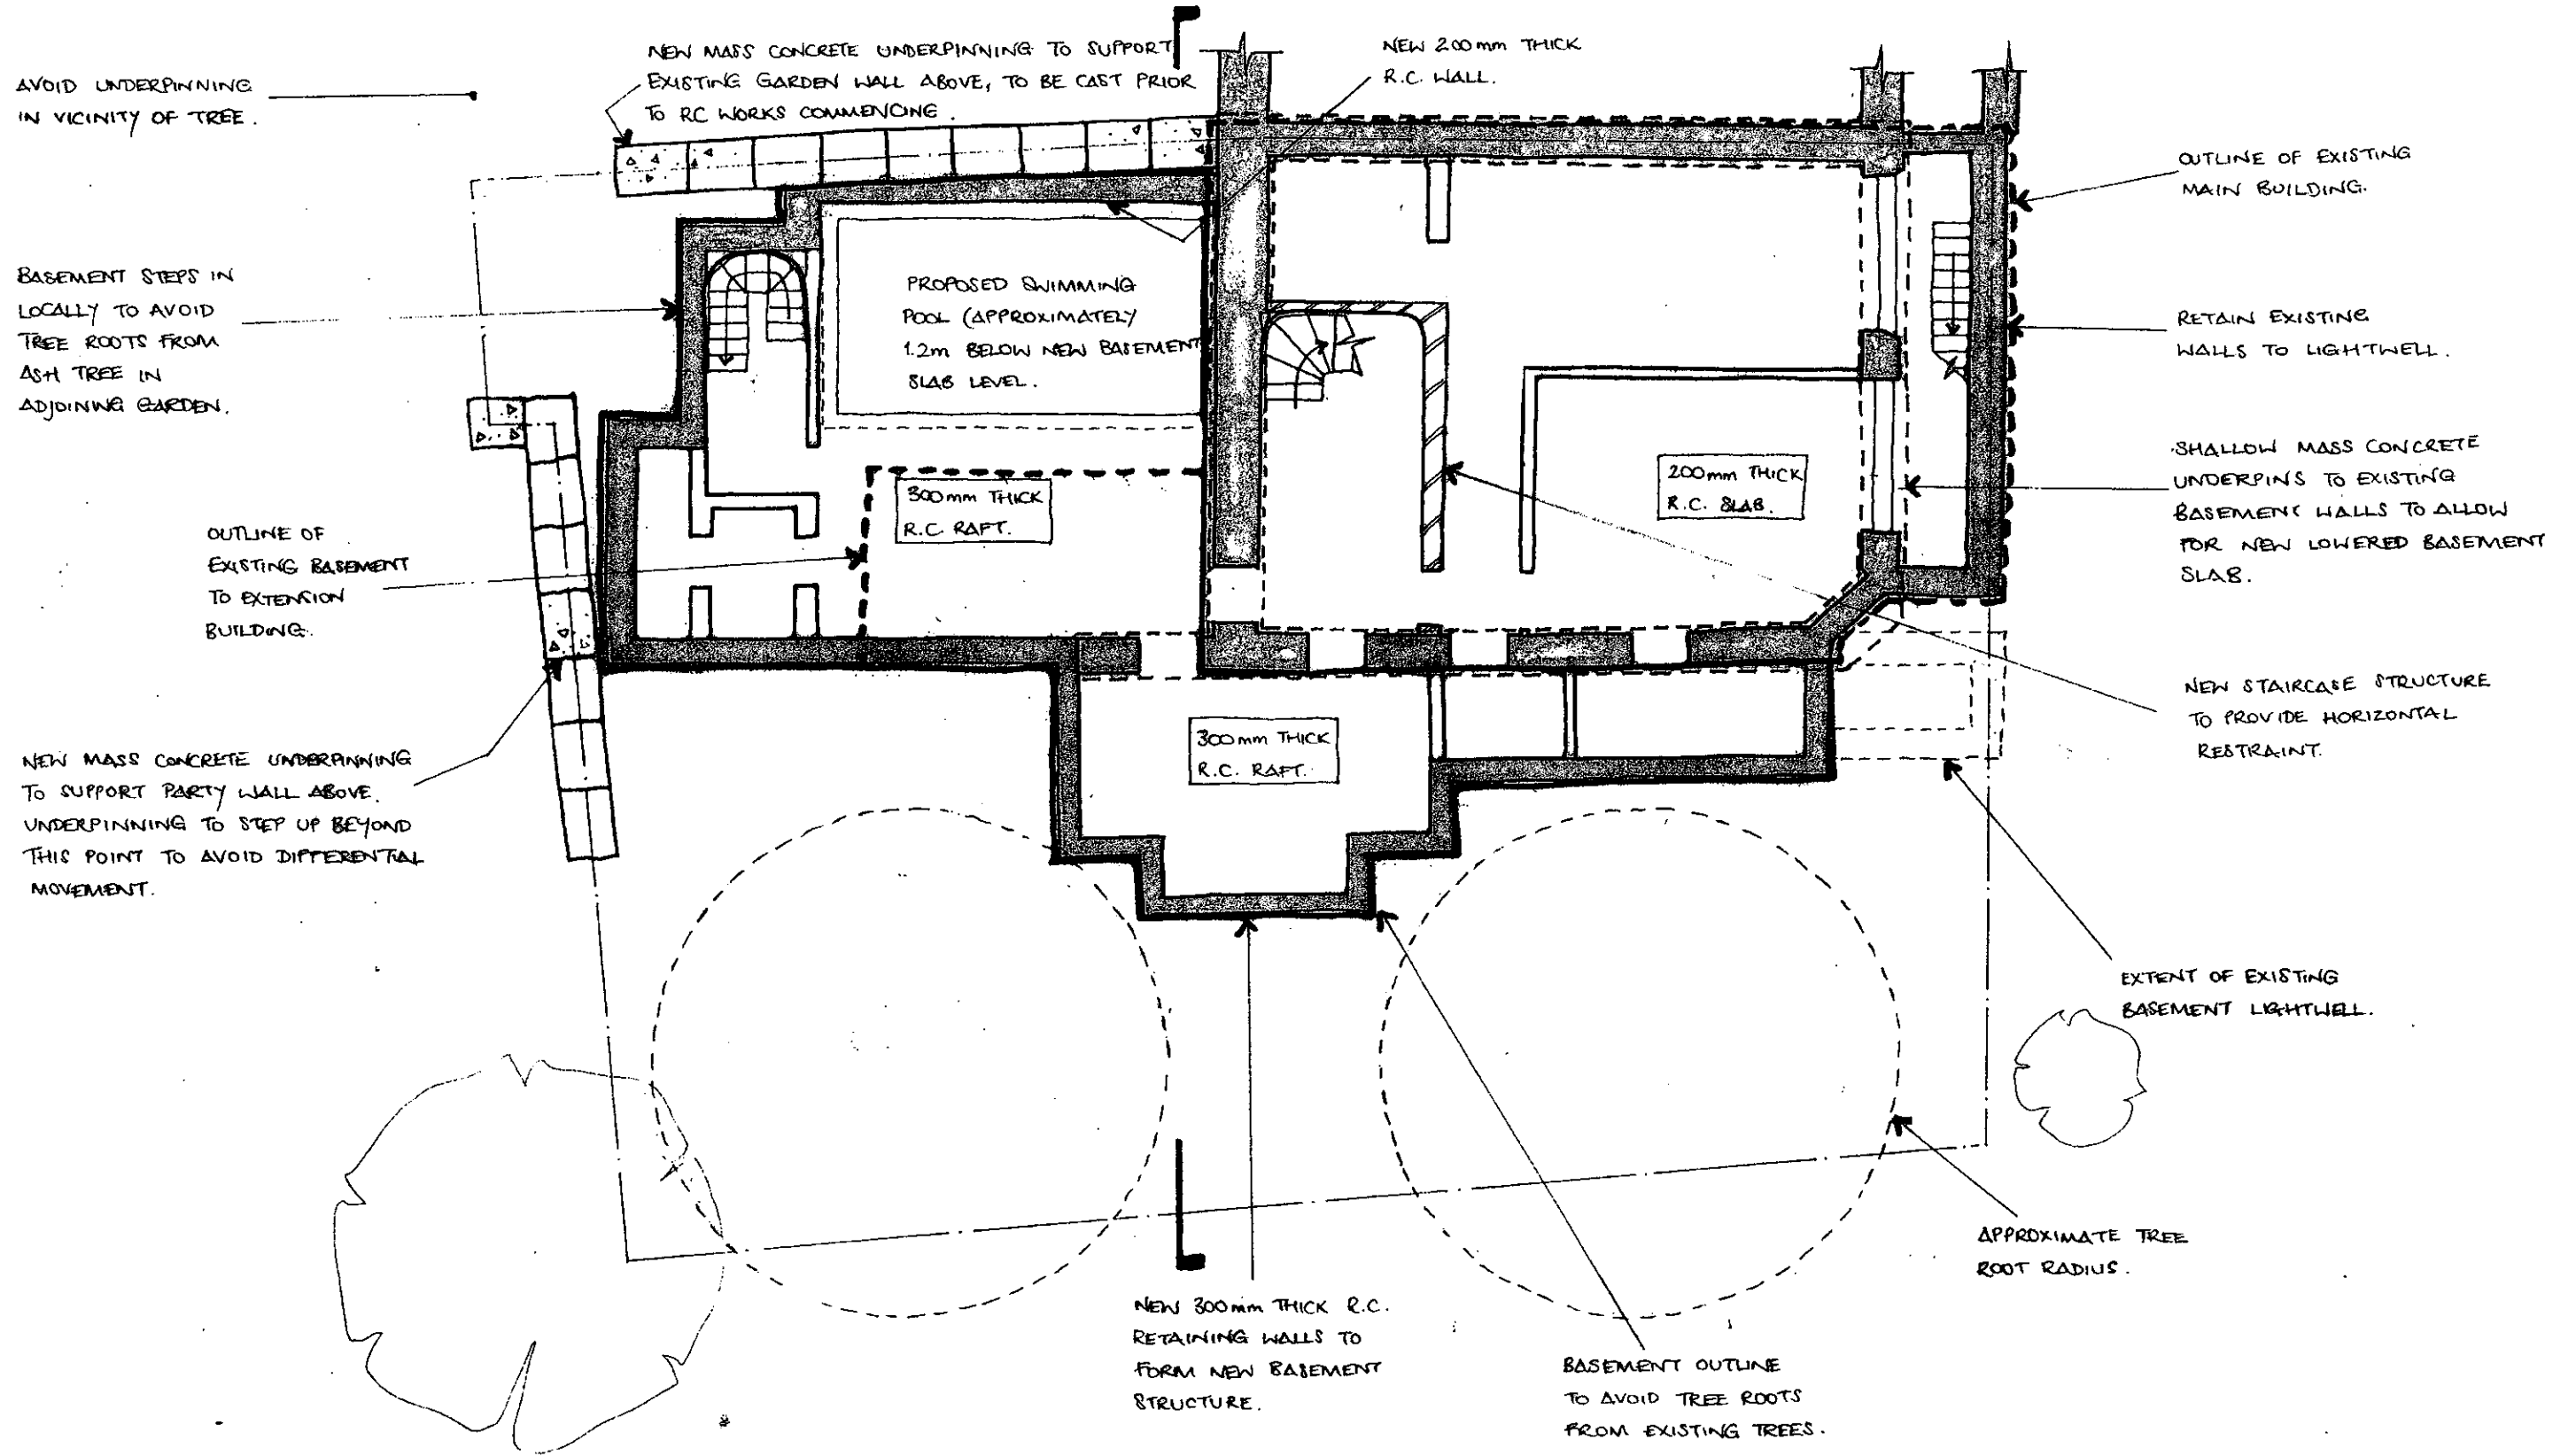 AVOID UNDERPINNING
IN VICINITY OF TREE.
NEW MASS CONCRETE UNDERPINNING TO SUPPORT
EXISTING GARDEN WALL ABOVE, TO BE CAST PRIOR
TO RC WORKS COMMENCING.
NEW 200mm THICK
R.C. WALL.
OUTLINE OF EXISTING
MAIN BUILDING.
BASEMENT STEPS IN
LOCALLY TO AVOID
TREE ROOTS FROM
ASH TREE IN
ADJOINING GARDEN.
PROPOSED SWIMMING
POOL (APPROXIMATELY
1.2m BELOW NEW BASEMENT
SLAB LEVEL.
RETAIN EXISTING
WALLS TO LIGHTWELL.
SHALLOW MASS CONCRETE
UNDERPINS TO EXISTING
BASEMENT WALLS TO ALLOW
FOR NEW LOWERED BASEMENT
SLAB.
300mm THICK
R.C. RAFT.
200mm THICK
R.C. SLAB.
OUTLINE OF
EXISTING BASEMENT
TO EXTENSION
BUILDING.
NEW STAIRCASE STRUCTURE
TO PROVIDE HORIZONTAL
RESTRAINT.
300mm THICK
R.C. RAFT.
NEW MASS CONCRETE UNDERPINNING
TO SUPPORT PARTY WALL ABOVE.
UNDERPINNING TO STEP UP BEYOND
THIS POINT TO AVOID DIFFERENTIAL
MOVEMENT.
EXTENT OF EXISTING
BASEMENT LIGHTWELL.
APPROXIMATE TREE
ROOT RADIUS.
NEW 300mm THICK R.C.
RETAINING WALLS TO
FORM NEW BASEMENT
STRUCTURE.
BASEMENT OUTLINE
TO AVOID TREE ROOTS
FROM EXISTING TREES.